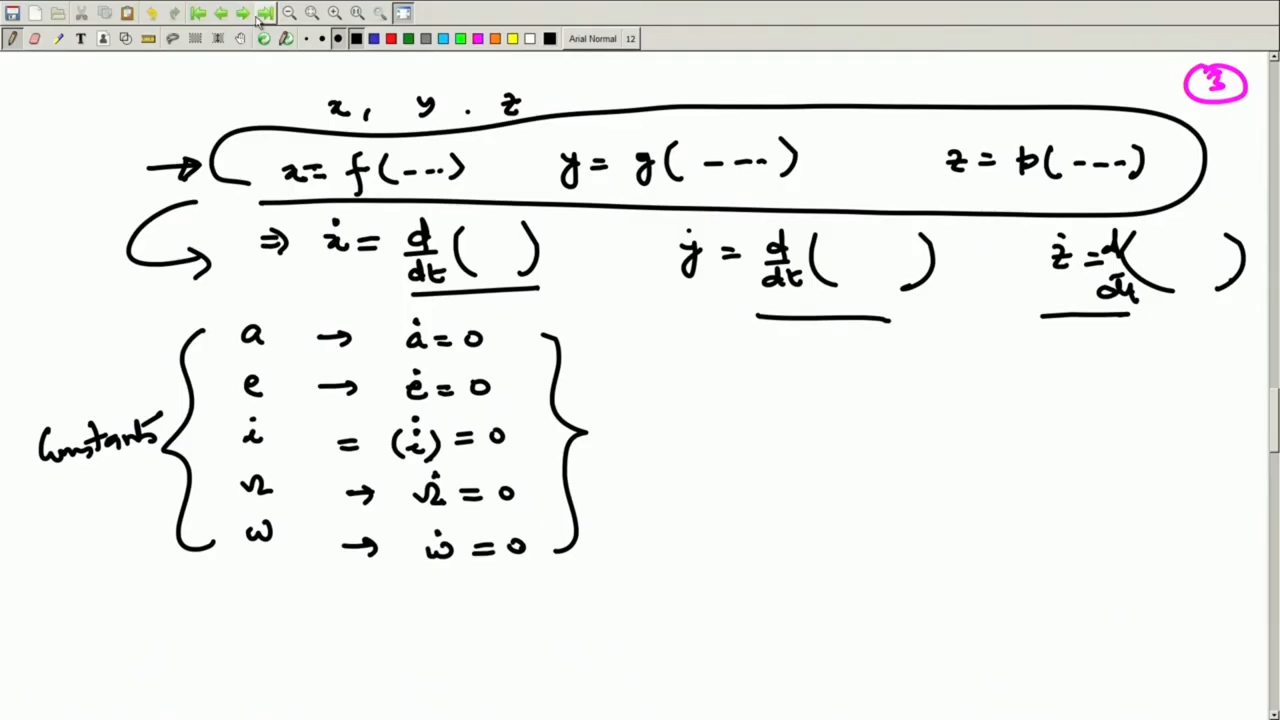 T
Arial Normal 12
3
x, y . z
x = f(---) y = g( ---- ) z = p( ---)
⇒ ẋ = d/dt ( ) ẏ = d/dt ( ) ż = d/dt ( )
a → ȧ = 0
e → ė = 0
Constants i = (i̇) = 0
Ω → Ω̇ = 0
ω → ω̇ = 0